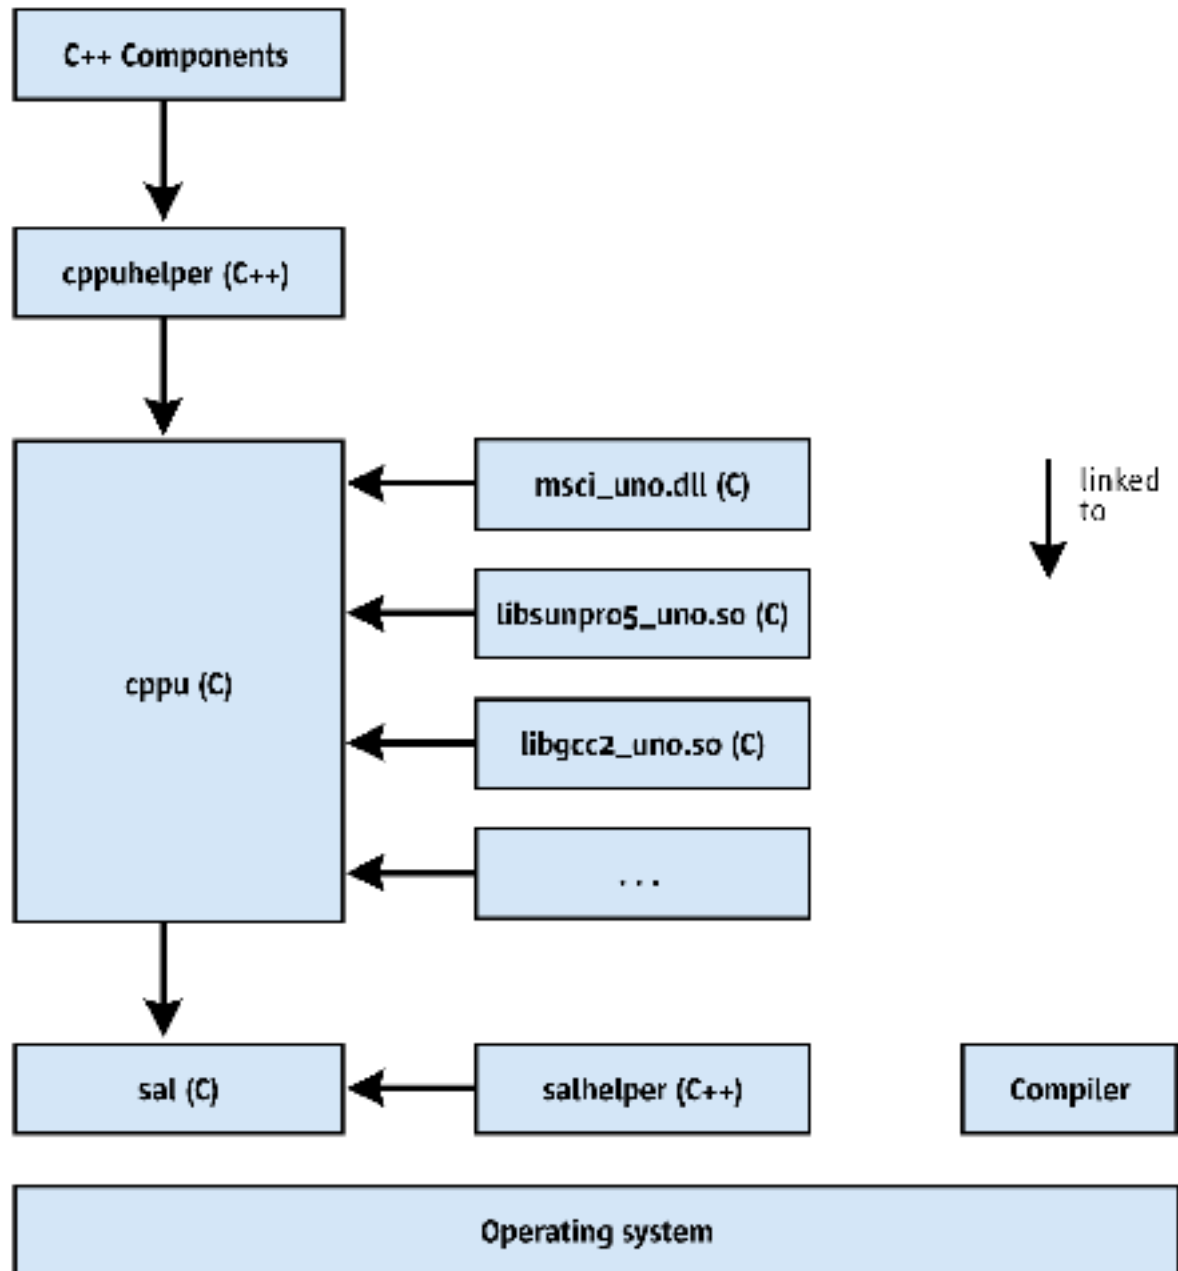 C++ Components
cppuhelper (C++)
msci_uno.dll (C)
linked
to
libsunpro5_uno.so (C)
cppu (C)
libgcc2_uno.so (C)
...
sal (C)
salhelper (C++)
Compiler
Operating system